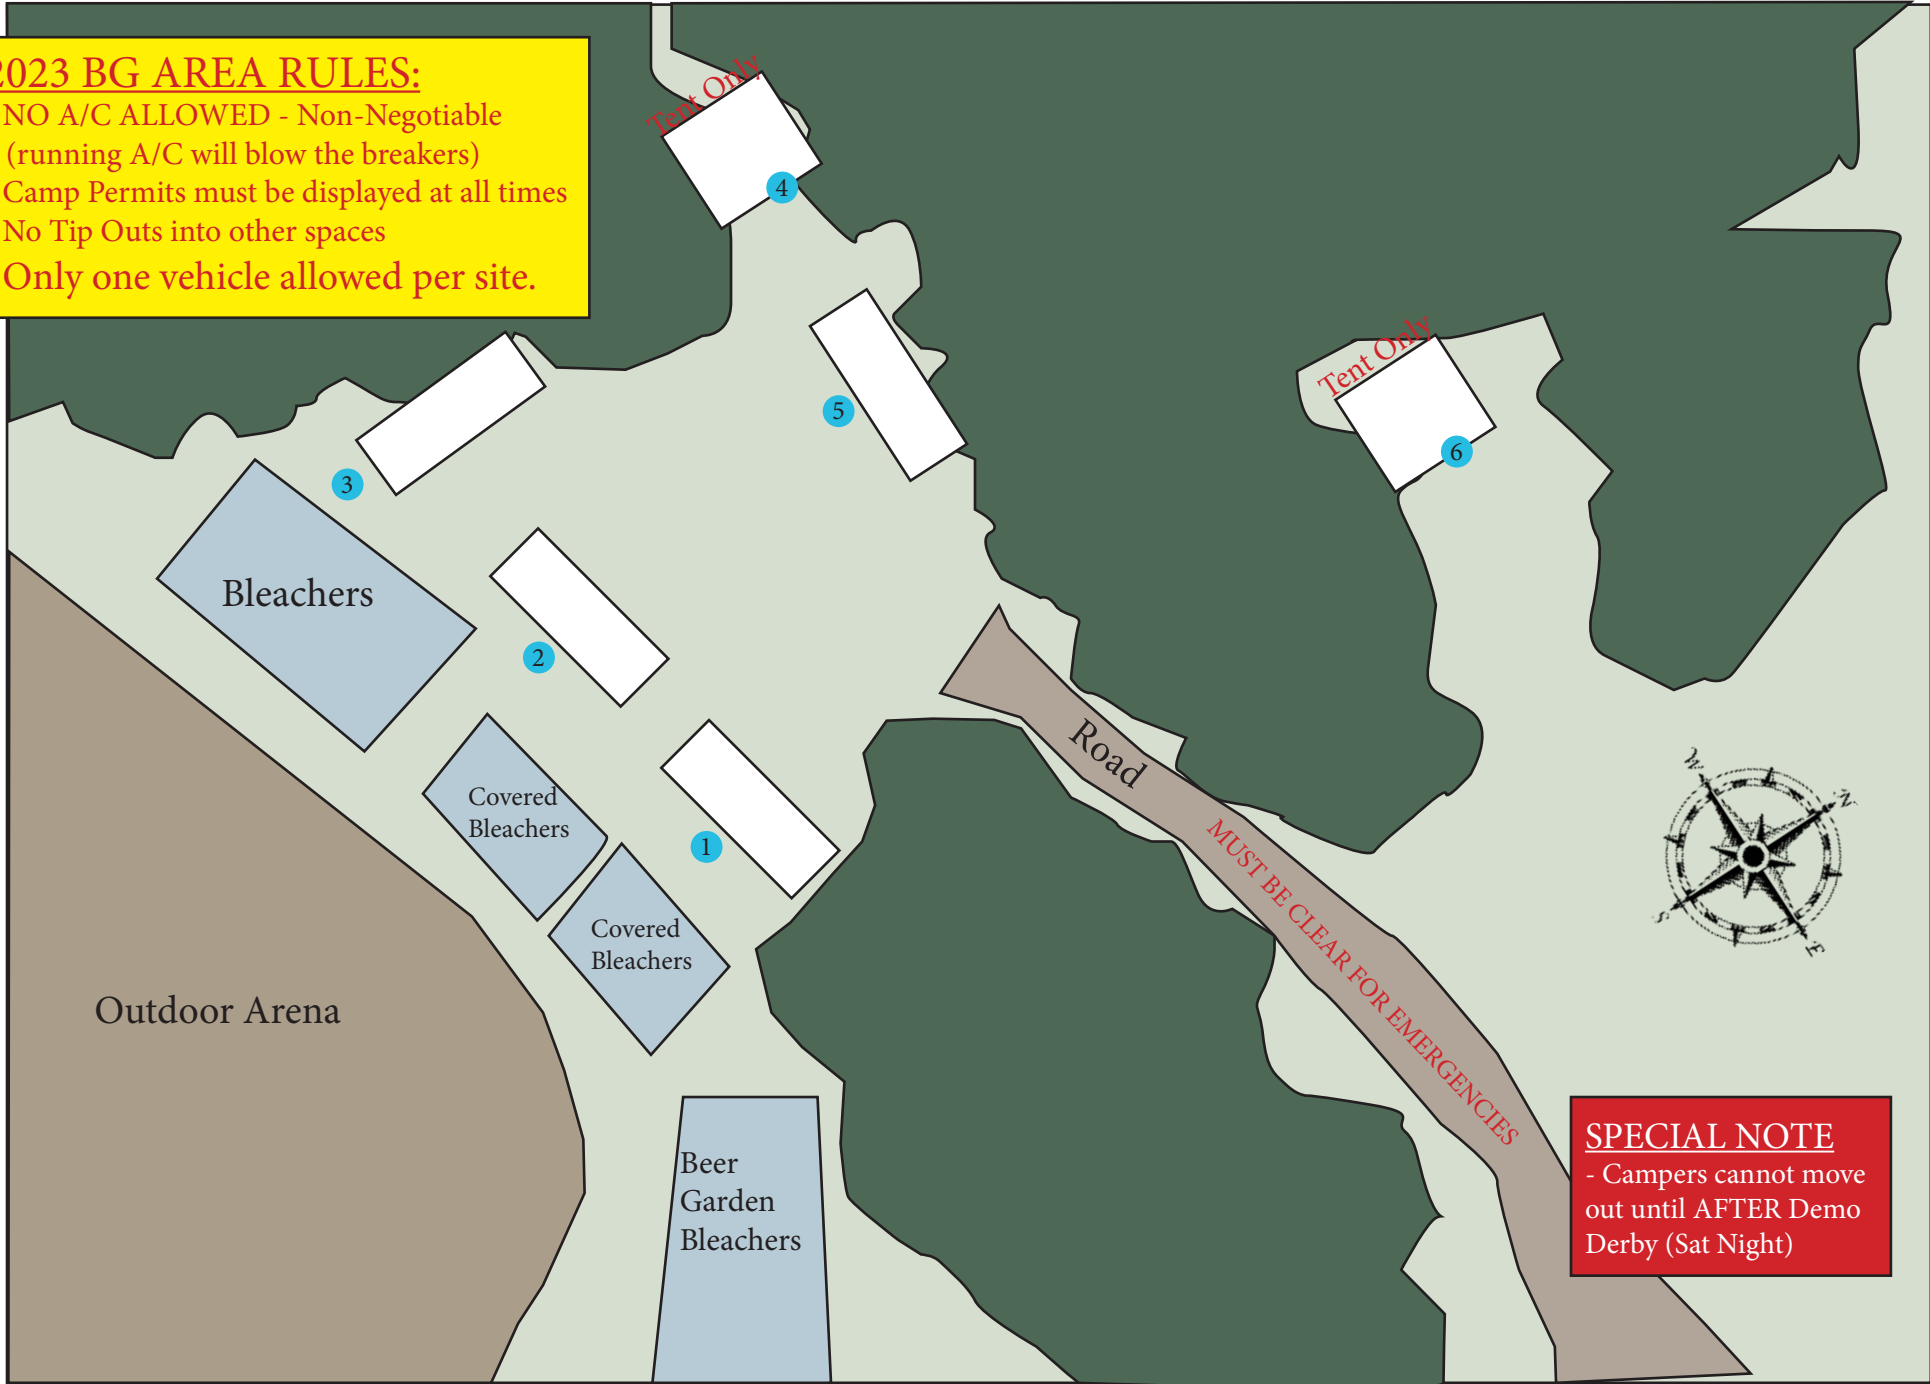 2023 BG AREA RULES:
NO A/C ALLOWED - Non-Negotiable
(running A/C will blow the breakers)
Camp Permits must be displayed at all times
No Tip Outs into other spaces
Only one vehicle allowed per site.
Tent Only
4
5
Tent Only
6
3
Bleachers
2
Road
Covered
Bleachers
1
MUST BE CLEAR FOR EMERGENCIES
W
N
S
E
Covered
Bleachers
Outdoor Arena
Beer
Garden
Bleachers
SPECIAL NOTE
- Campers cannot move
out until AFTER Demo
Derby (Sat Night)